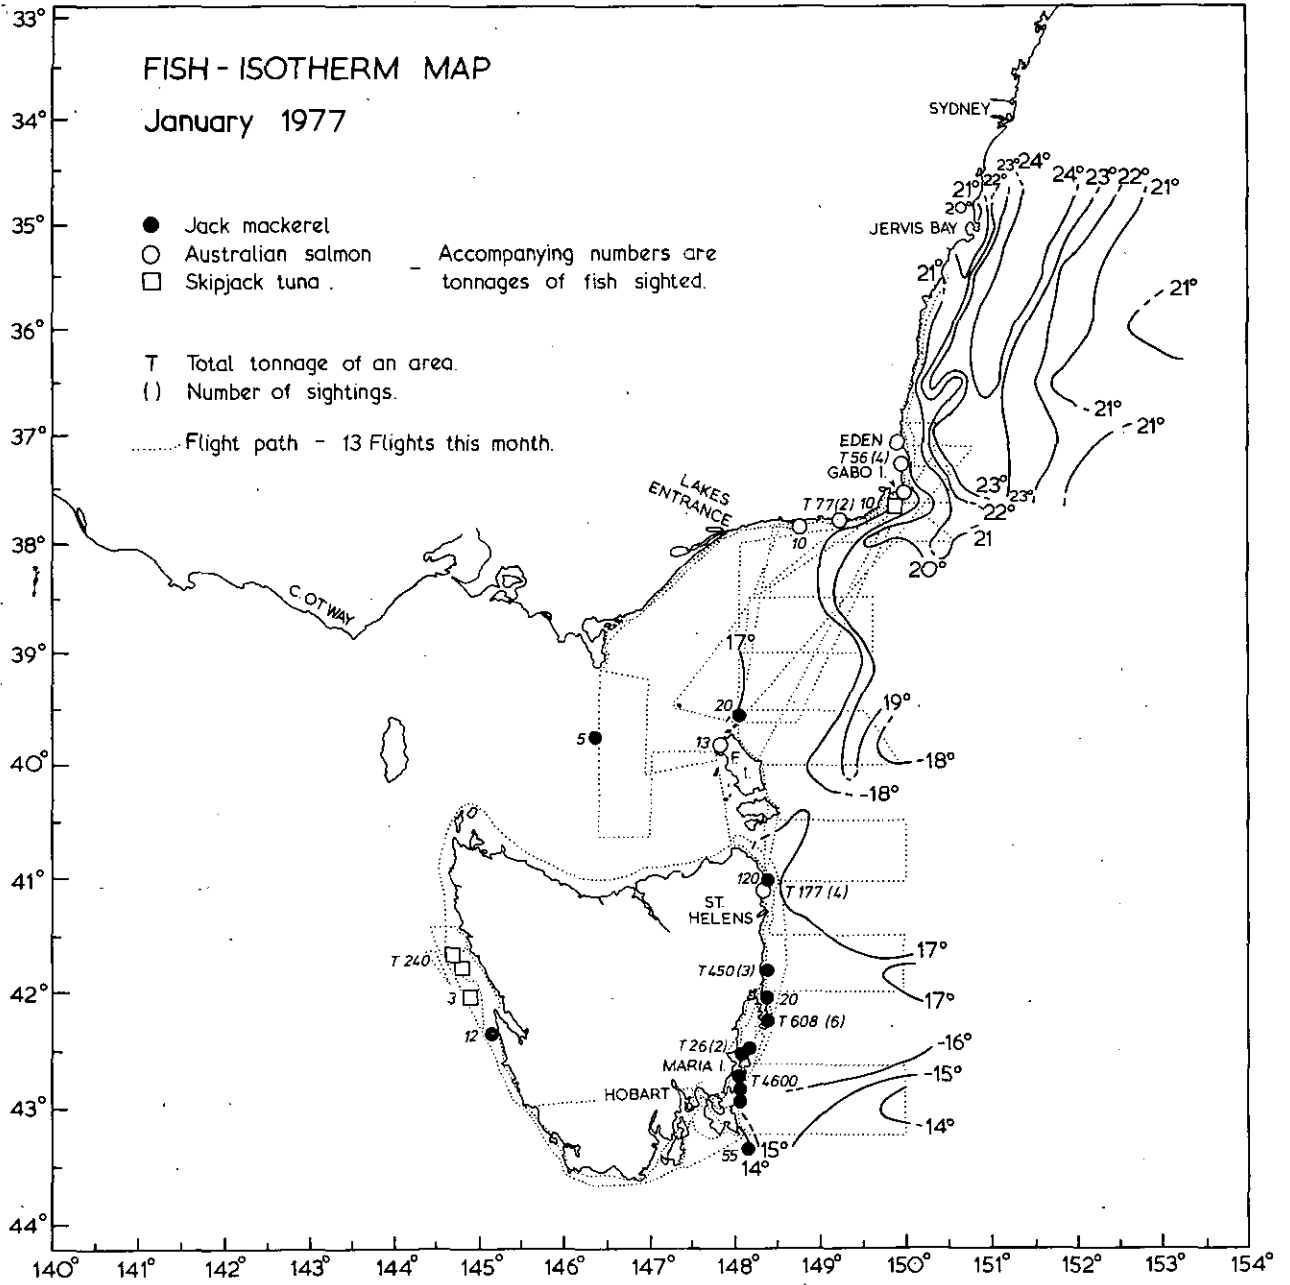 FISH - ISOTHERM MAP
January 1977
Jack mackerel
Australian salmon
Skipjack tuna .
- Accompanying numbers are
tonnages of fish sighted.
T Total tonnage of an area.
( ) Number of sightings.
Flight path - 13 Flights this month.
33°
34°
35°
36°
37°
38°
39°
40°
41°
42°
43°
44°
SYDNEY
21° 22° 23° 24° 24° 23° 22° 21°
20°
JERVIS BAY
21°
21°
21°
21°
EDEN
T 56 (4)
GABO I.
LAKES
ENTRANCE
T 77(2) 10
10
23° 23°
22°
21
20°
C. OTWAY
17°
20
19°
5
13
F.
I.
-18°
-18°
120
T 177 (4)
ST.
HELENS
17°
T 240
T 450 (3)
3
20
17°
12
T 608 (6)
T 26(2)
-16°
MARIA I.
T 4600
-15°
HOBART
-14°
55
15°
14°
140° 141° 142° 143° 144° 145° 146° 147° 148° 149° 150° 151° 152° 153° 154°